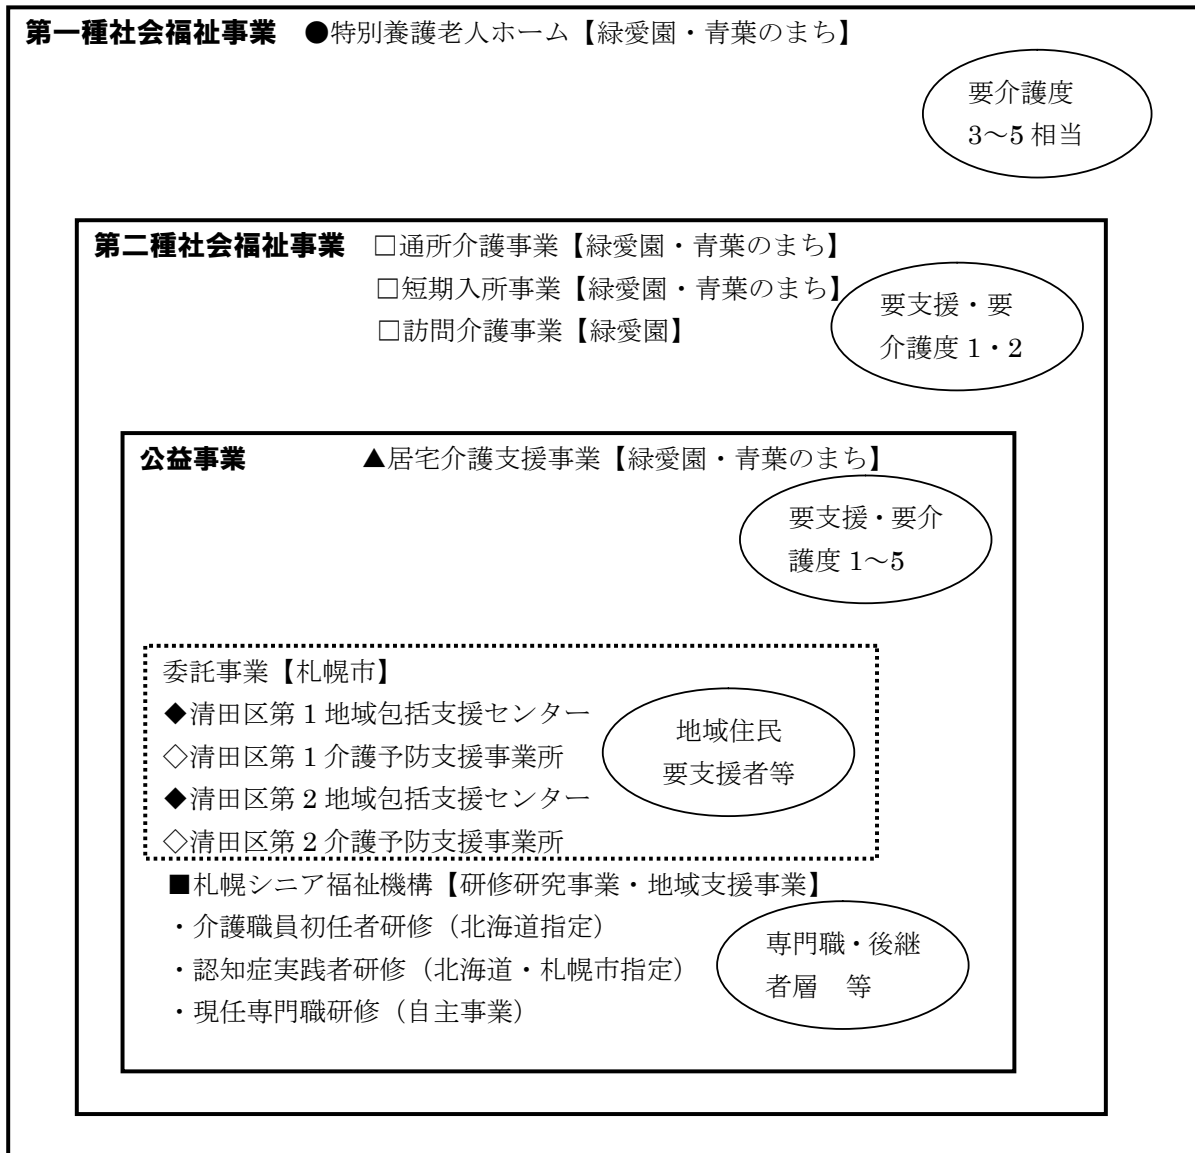 第一種社会福祉事業 ●特別養護老人ホーム【緑愛園・青葉のまち】
要介護度
3～5相当
第二種社会福祉事業 □通所介護事業【緑愛園・青葉のまち】
□短期入所事業【緑愛園・青葉のまち】
□訪問介護事業【緑愛園】
要支援・要
介護度 1・2
公益事業 ▲居宅介護支援事業【緑愛園・青葉のまち】
要支援・要介
護度 1～5
委託事業【札幌市】
◆清田区第 1 地域包括支援センター
◇清田区第 1 介護予防支援事業所
◆清田区第 2 地域包括支援センター
◇清田区第 2 介護予防支援事業所
地域住民
要支援者等
■札幌シニア福祉機構【研修研究事業・地域支援事業】
・介護職員初任者研修（北海道指定）
・認知症実践者研修（北海道・札幌市指定）
・現任専門職研修（自主事業）
専門職・後継
者層　等